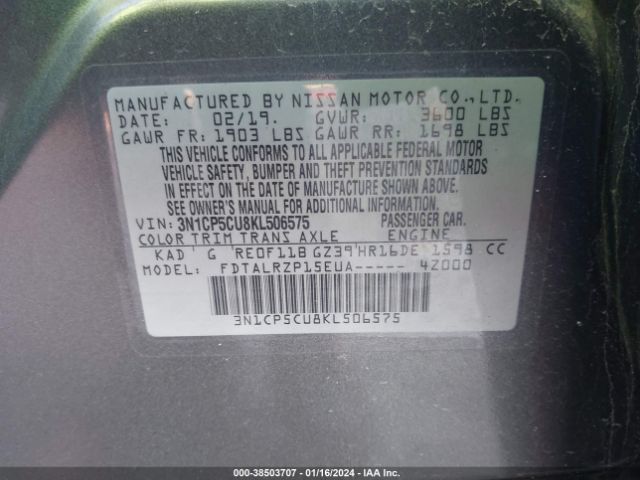 MANUFACTURED BY NISSAN MOTOR CO.,LTD.
DATE: 02/19. GVWR: 3600 LBS
GAWR FR: 1903 LBS GAWR RR: 1698 LBS
THIS VEHICLE CONFORMS TO ALL APPLICABLE FEDERAL MOTOR
VEHICLE SAFETY, BUMPER AND THEFT PREVENTION STANDARDS
IN EFFECT ON THE DATE OF MANUFACTURE SHOWN ABOVE.
SEE OWNER'S MANUAL FOR ADDITIONAL INFORMATION
VIN: 3N1CP5CU8KL506575 PASSENGER CAR.
COLOR TRIM TRANS AXLE ENGINE
KAD G RE0F11B GZ39 HR16DE 1598 CC
MODEL: FDTALRZP15EUA----- 4Z000
3N1CP5CU8KL506575
000-38503707 - 01/16/2024 - IAA Inc.